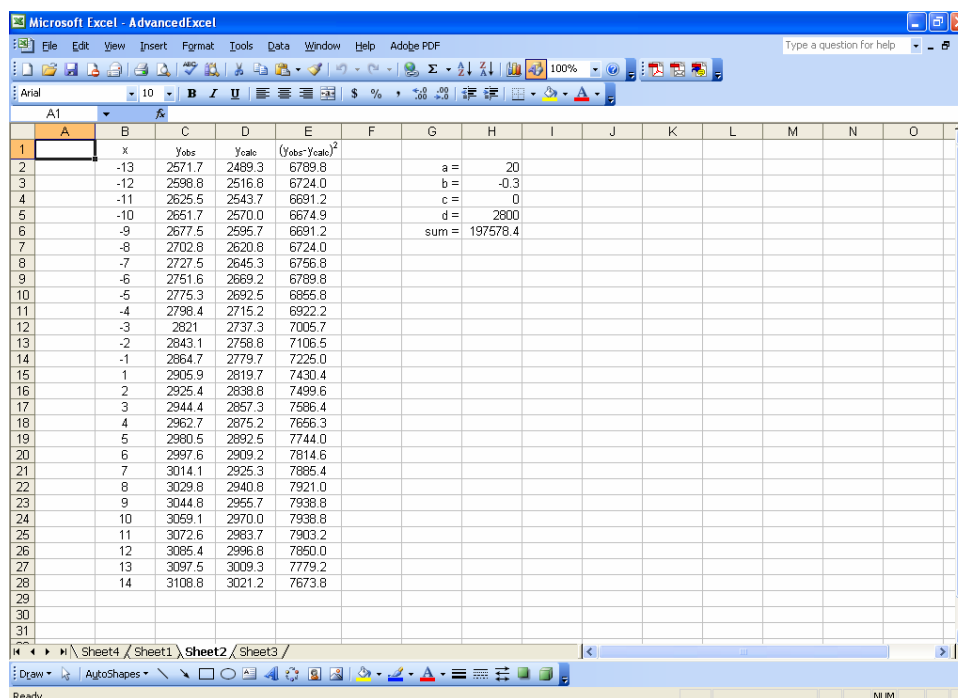 Microsoft Excel - AdvancedExcel
File Edit View Insert Format Tools Data Window Help Adobe PDF Type a question for help
100%
Arial 10 B I U $ % ,
A1 fx
A B C D E F G H I J K L M N O
1 x yobs ycalc (yobs-ycalc)2
2 -13 2571.7 2489.3 6789.8 a = 20
3 -12 2598.8 2516.8 6724.0 b = -0.3
4 -11 2625.5 2543.7 6691.2 c = 0
5 -10 2651.7 2570.0 6674.9 d = 2800
6 -9 2677.5 2595.7 6691.2 sum = 197578.4
7 -8 2702.8 2620.8 6724.0
8 -7 2727.5 2645.3 6756.8
9 -6 2751.6 2669.2 6789.8
10 -5 2775.3 2692.5 6855.8
11 -4 2798.4 2715.2 6922.2
12 -3 2821 2737.3 7005.7
13 -2 2843.1 2758.8 7106.5
14 -1 2864.7 2779.7 7225.0
15 1 2905.9 2819.7 7430.4
16 2 2925.4 2838.8 7499.6
17 3 2944.4 2857.3 7586.4
18 4 2962.7 2875.2 7656.3
19 5 2980.5 2892.5 7744.0
20 6 2997.6 2909.2 7814.6
21 7 3014.1 2925.3 7885.4
22 8 3029.8 2940.8 7921.0
23 9 3044.8 2955.7 7938.8
24 10 3059.1 2970.0 7938.8
25 11 3072.6 2983.7 7903.2
26 12 3085.4 2996.8 7850.0
27 13 3097.5 3009.3 7779.2
28 14 3108.8 3021.2 7673.8
29
30
31
Sheet4 Sheet1 Sheet2 Sheet3
Draw AutoShapes
Ready NUM